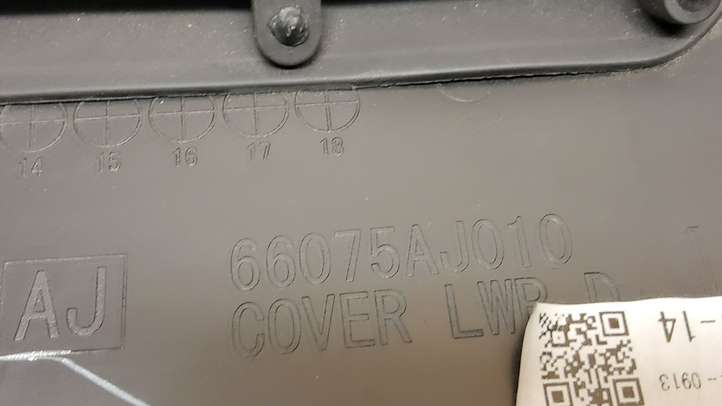 14 15 16 17 18
66075AJ010
AJ
COVER LWR D
-14
-- 0913